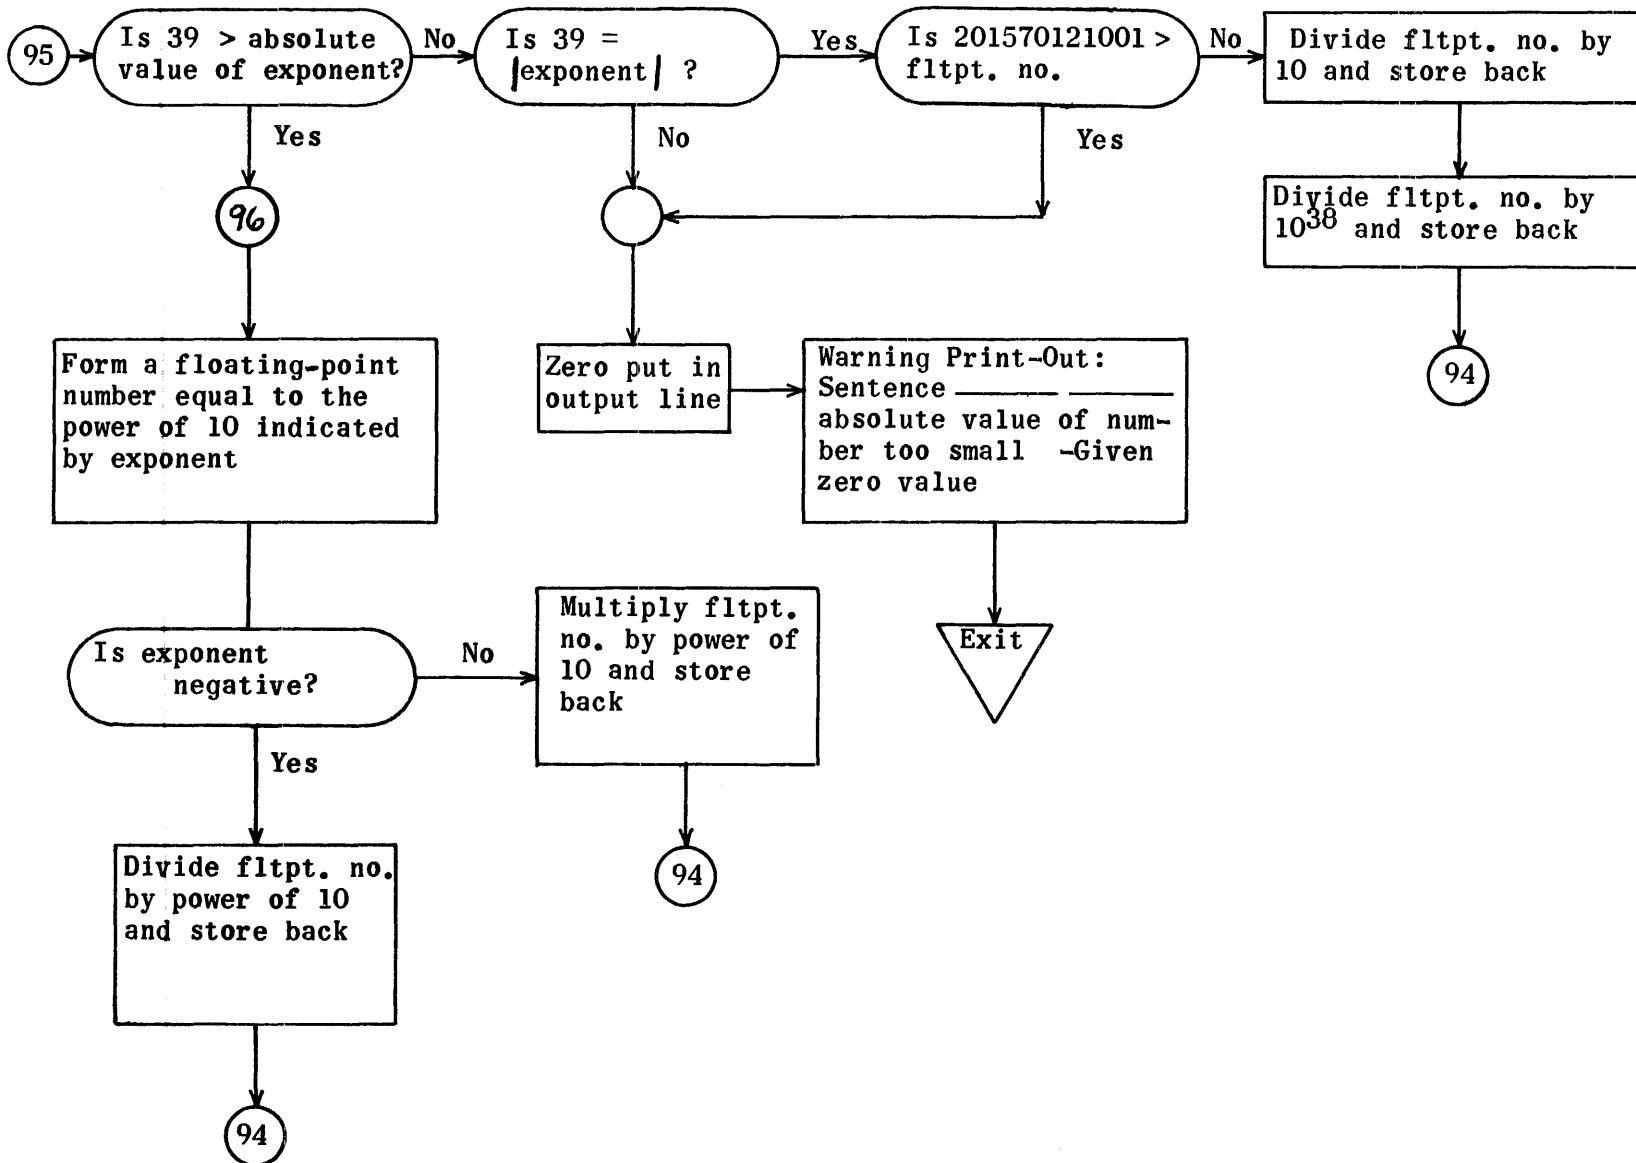 95
Is 39 > absolute
value of exponent?
No
Is 39 =
|exponent| ?
Yes
Is 201570121001 >
fltpt. no.
No
Divide fltpt. no. by
10 and store back
Yes
No
Yes
Divide fltpt. no. by
10^38 and store back
96
94
Form a floating-point
number equal to the
power of 10 indicated
by exponent
Zero put in
output line
Warning Print-Out:
Sentence ______ ______
absolute value of num-
ber too small -Given
zero value
Is exponent
negative?
No
Multiply fltpt.
no. by power of
10 and store
back
Exit
Yes
94
Divide fltpt. no.
by power of 10
and store back
94